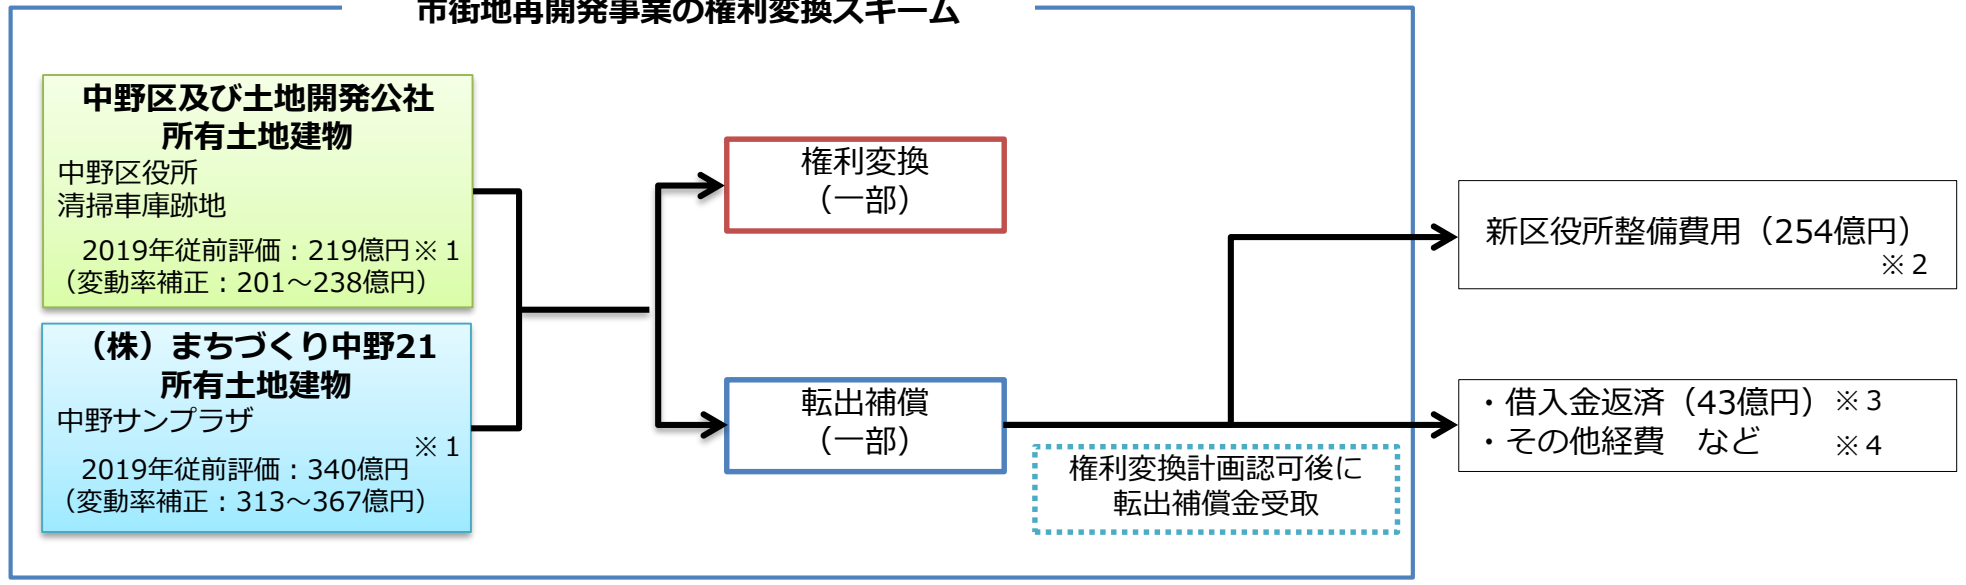 市街地再開発事業の権利変換スキーム
中野区及び土地開発公社
所有土地建物
中野区役所
清掃車庫跡地
2019年従前評価：219億円※１
（変動率補正：201～238億円）
（株）まちづくり中野21
所有土地建物
中野サンプラザ
※１
2019年従前評価：340億円
（変動率補正：313～367億円）
権利変換
（一部）
転出補償
（一部）
権利変換計画認可後に
転出補償金受取
新区役所整備費用（254億円）
※２
・借入金返済（43億円）※３
・その他経費　など　※４